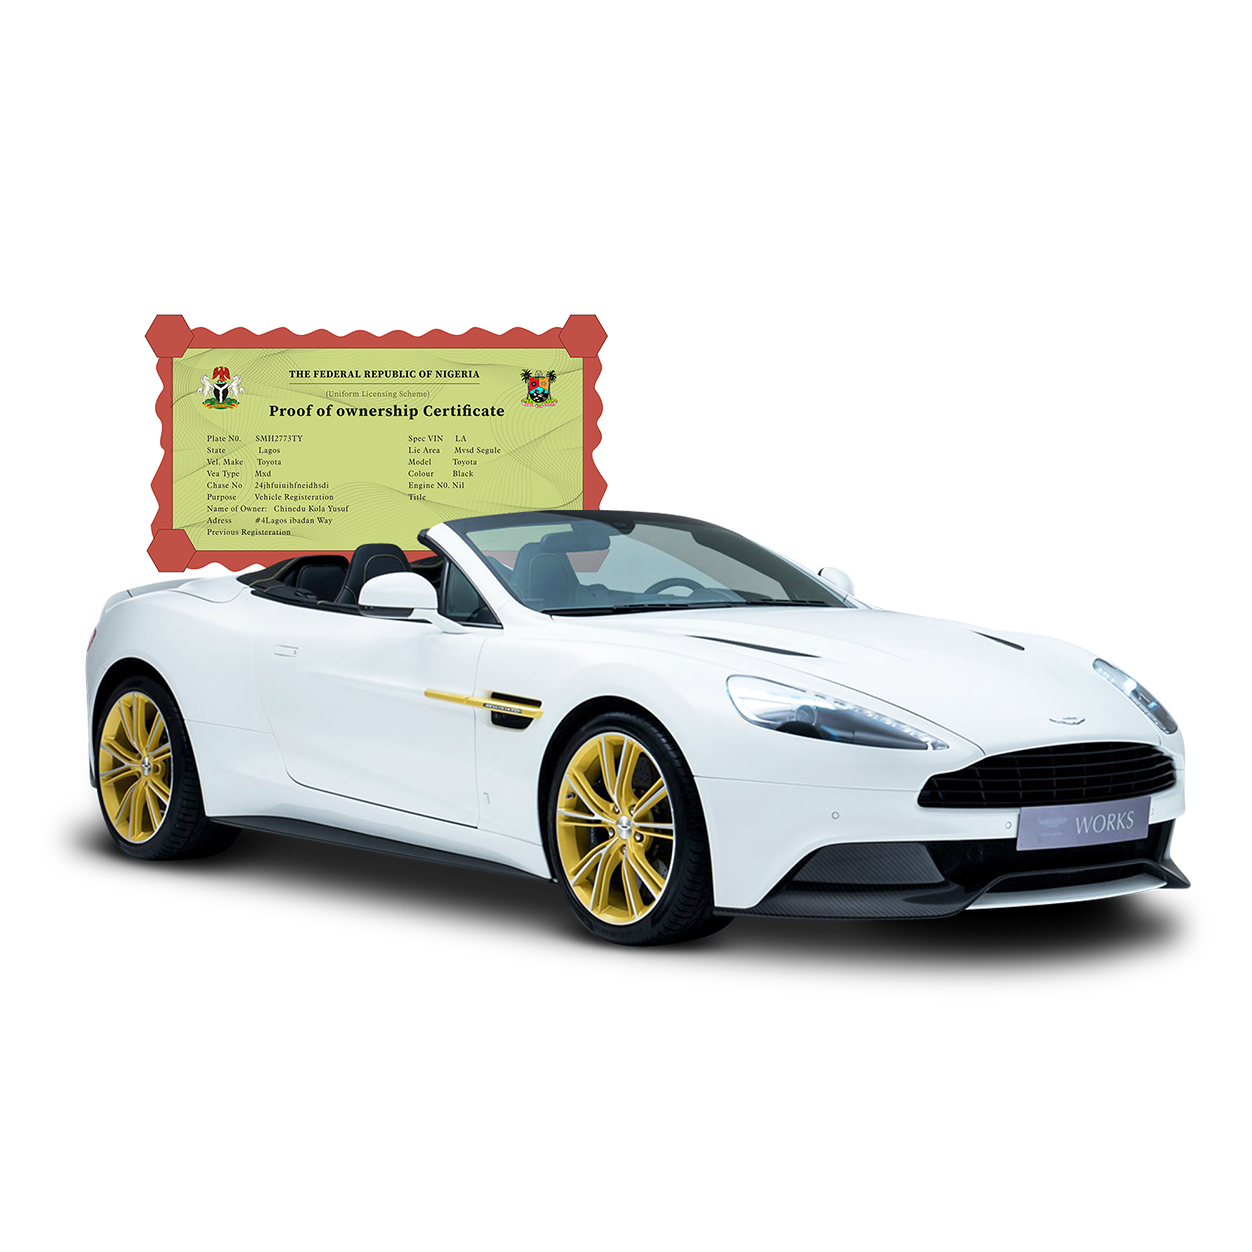 THE FEDERAL REPUBLIC OF NIGERIA
(Uniform Licensing Scheme)
Proof of ownership Certificate
Plate N0. SMH2773TY
State Lagos
Vel. Make Toyota
Vea Type Mxd
Chase No 24jhfuiuihfneidhsdi
Purpose Vehicle Registeration
Name of Owner: Chinedu Kola Yusuf
Adress #4Lagos ibadan Way
Previous Registeration
Spec VIN LA
Lie Area Mvsd Segule
Model Toyota
Colour Black
Engine N0. Nil
Title
WORKS